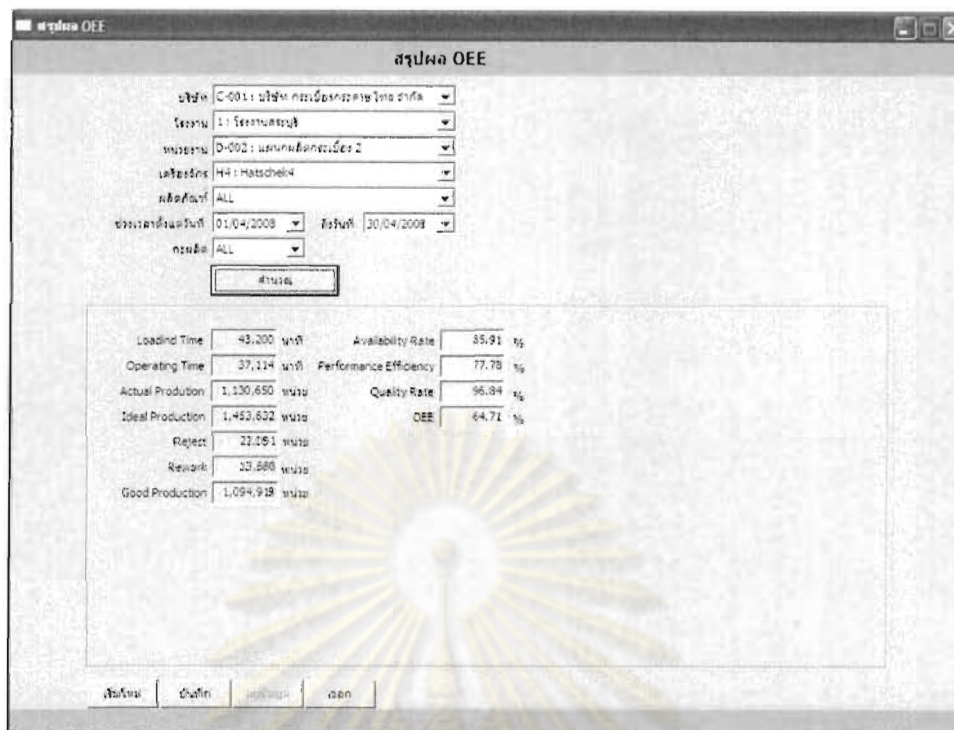 สรุปผล OEE
สรุปผล OEE
บริษัท C-001 : บริษัท กระเบื้องกระดาษไทย จำกัด
โรงงาน 1 : โรงงานสระบุรี
หน่วยงาน D-002 : แผนกผลิตกระเบื้อง 2
เครื่องจักร H4 : Hatschek4
ผลิตภัณฑ์ ALL
ช่วงเวลาตั้งแต่วันที่ 01/04/2008 ถึงวันที่ 30/04/2008
กะผลิต ALL
คำนวณ
Loadind Time 43,200 นาที Availability Rate 85.91 %
Operating Time 37,114 นาที Performance Efficiency 77.78 %
Actual Prodution 1,130,650 หน่วย Quality Rate 96.84 %
Ideal Production 1,453,632 หน่วย OEE 64.71 %
Reject หน่วย
Rework หน่วย
Good Production 1,094,919 หน่วย
เริ่มใหม่ บันทึก ลบข้อมูล ออก